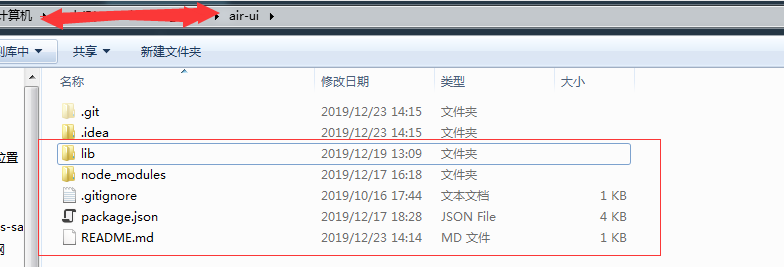 计算机 air-ui
到库中 共享 新建文件夹
名称 修改日期 类型 大小
.git 2019/12/23 14:15 文件夹
.idea 2019/12/23 14:15 文件夹
lib 2019/12/19 13:09 文件夹
位置
node_modules 2019/12/17 16:18 文件夹
.gitignore 2019/10/16 17:44 文本文档 1 KB
package.json 2019/12/17 18:28 JSON File 4 KB
s-sa
README.md 2019/12/23 14:14 MD 文件 1 KB
网